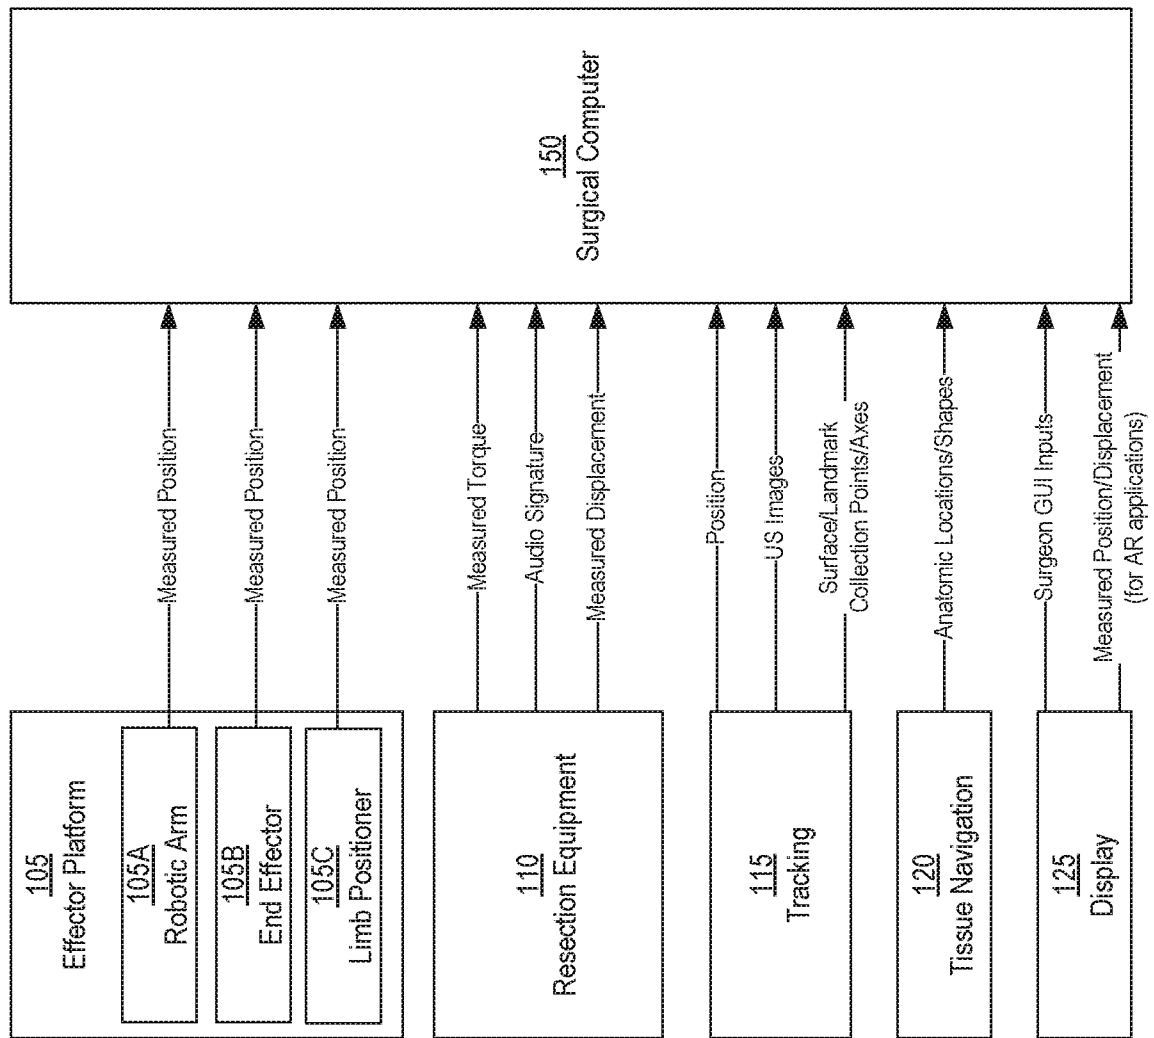 150
Surgical Computer
Measured Position
Measured Position
Measured Position
Measured Torque
Audio Signature
Measured Displacement
Position
US Images
Surface/Landmark
Collection Points/Axes
Anatomic Locations/Shapes
Surgeon GUI Inputs
Measured Position/Displacement
(for AR applications)
105
Effector Platform
105A
Robotic Arm
105B
End Effector
105C
Limb Positioner
110
Resection Equipment
115
Tracking
120
Tissue Navigation
125
Display